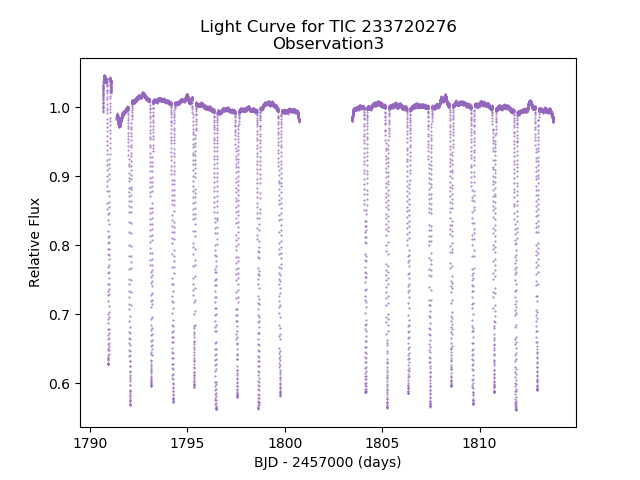 Light Curve for TIC 233720276
Observation3
Relative Flux
1.0
0.9
0.8
0.7
0.6
1790
1795
1800
1805
1810
BJD - 2457000 (days)